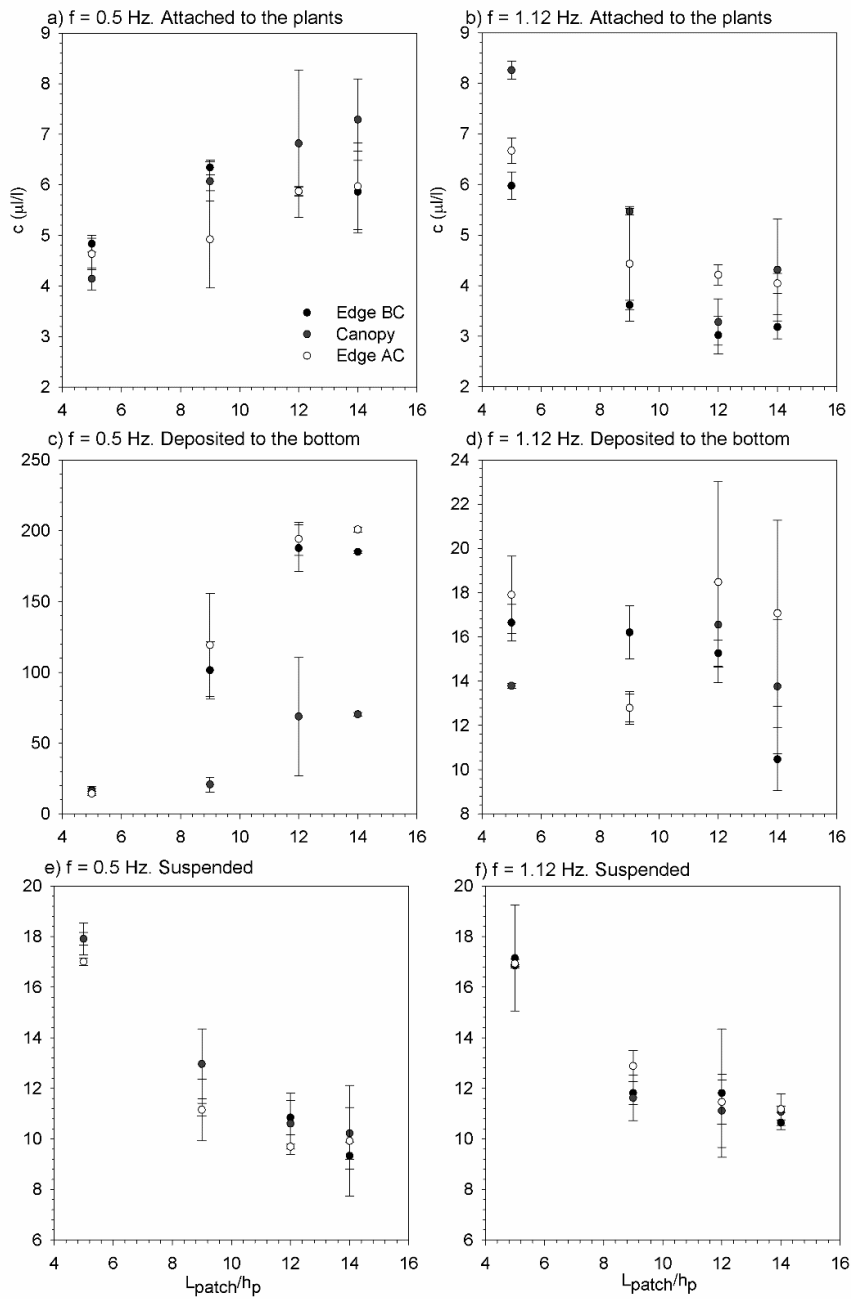 a) f = 0.5 Hz. Attached to the plants
9
8
7
6
5
4
3
2
c (µl/l)
Edge BC
Canopy
Edge AC
4 6 8 10 12 14 16
b) f = 1.12 Hz. Attached to the plants
9
8
7
6
5
4
3
2
c (µl/l)
4 6 8 10 12 14 16
c) f = 0.5 Hz. Deposited to the bottom
250
200
150
100
50
0
4 6 8 10 12 14 16
d) f = 1.12 Hz. Deposited to the bottom
24
22
20
18
16
14
12
10
8
4 6 8 10 12 14 16
e) f = 0.5 Hz. Suspended
20
18
16
14
12
10
8
6
4 6 8 10 12 14 16
Lpatch/hp
f) f = 1.12 Hz. Suspended
20
18
16
14
12
10
8
6
4 6 8 10 12 14 16
Lpatch/hp